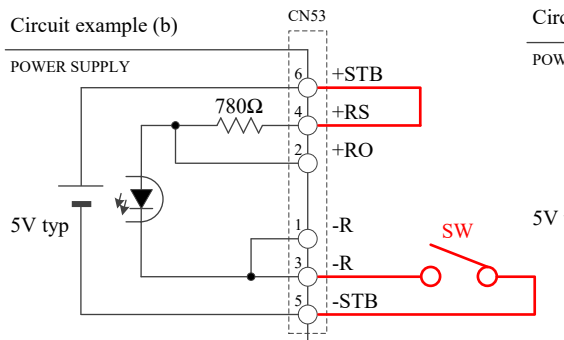 Circuit example (b)
CN53
Circ
POWER SUPPLY
POW
6 +STB
780Ω
4 +RS
2 +RO
5V typ
1 -R
5V
SW
3 -R
5 -STB